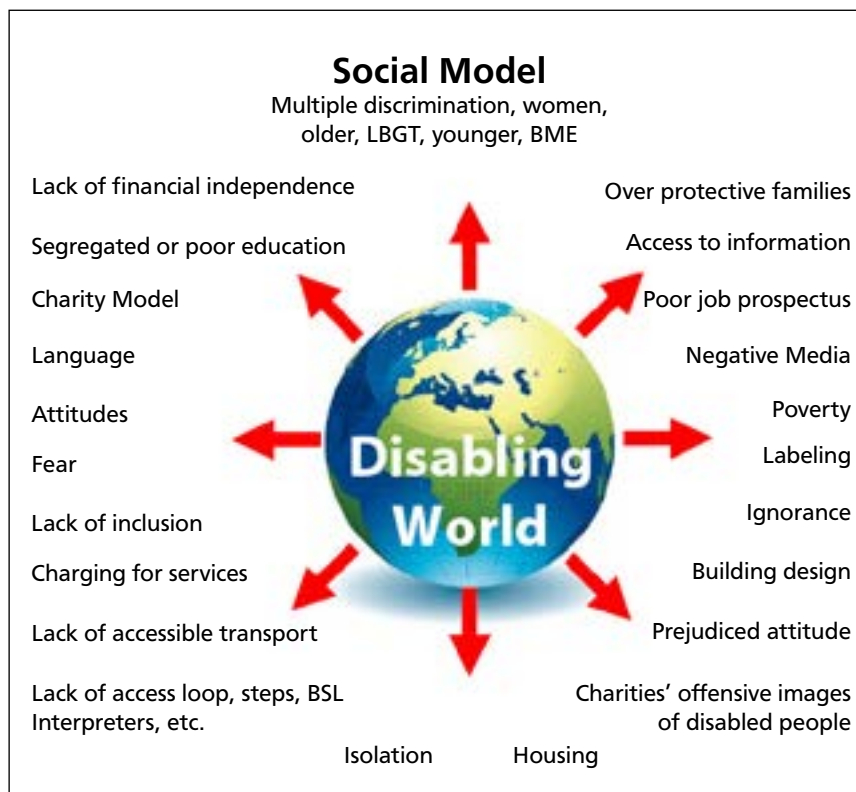 Social Model
Multiple discrimination, women,
older, LBGT, younger, BME
Lack of financial independence
Over protective families
Segregated or poor education
Access to information
Charity Model
Poor job prospectus
Language
Negative Media
Attitudes
Poverty
Fear
Labeling
Disabling
World
Lack of inclusion
Ignorance
Charging for services
Building design
Lack of accessible transport
Prejudiced attitude
Lack of access loop, steps, BSL
Interpreters, etc.
Charities’ offensive images
of disabled people
Isolation
Housing